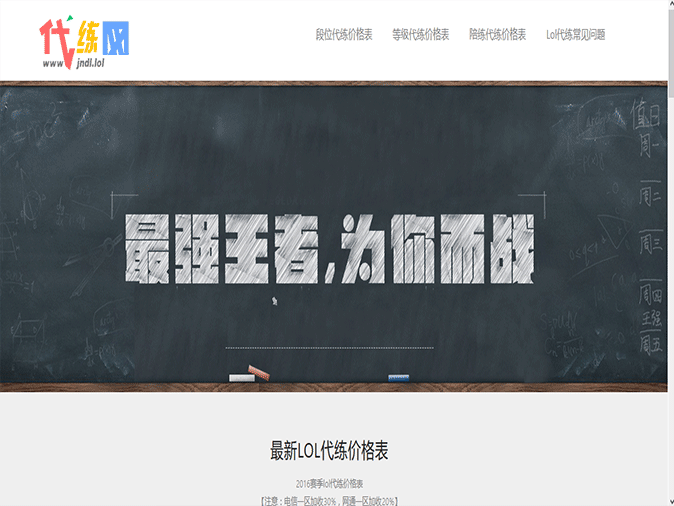 代练网
www jndl.lol
段位代练价格表 等级代练价格表 陪练代练价格表 Lol代练常见问题
值日
周一
周二
周三
周四
王强
周五
最强王者,为你而战
最新LOL代练价格表
2016赛季lol代练价格表
【注意：电信一区加收30%，网通一区加收20%】